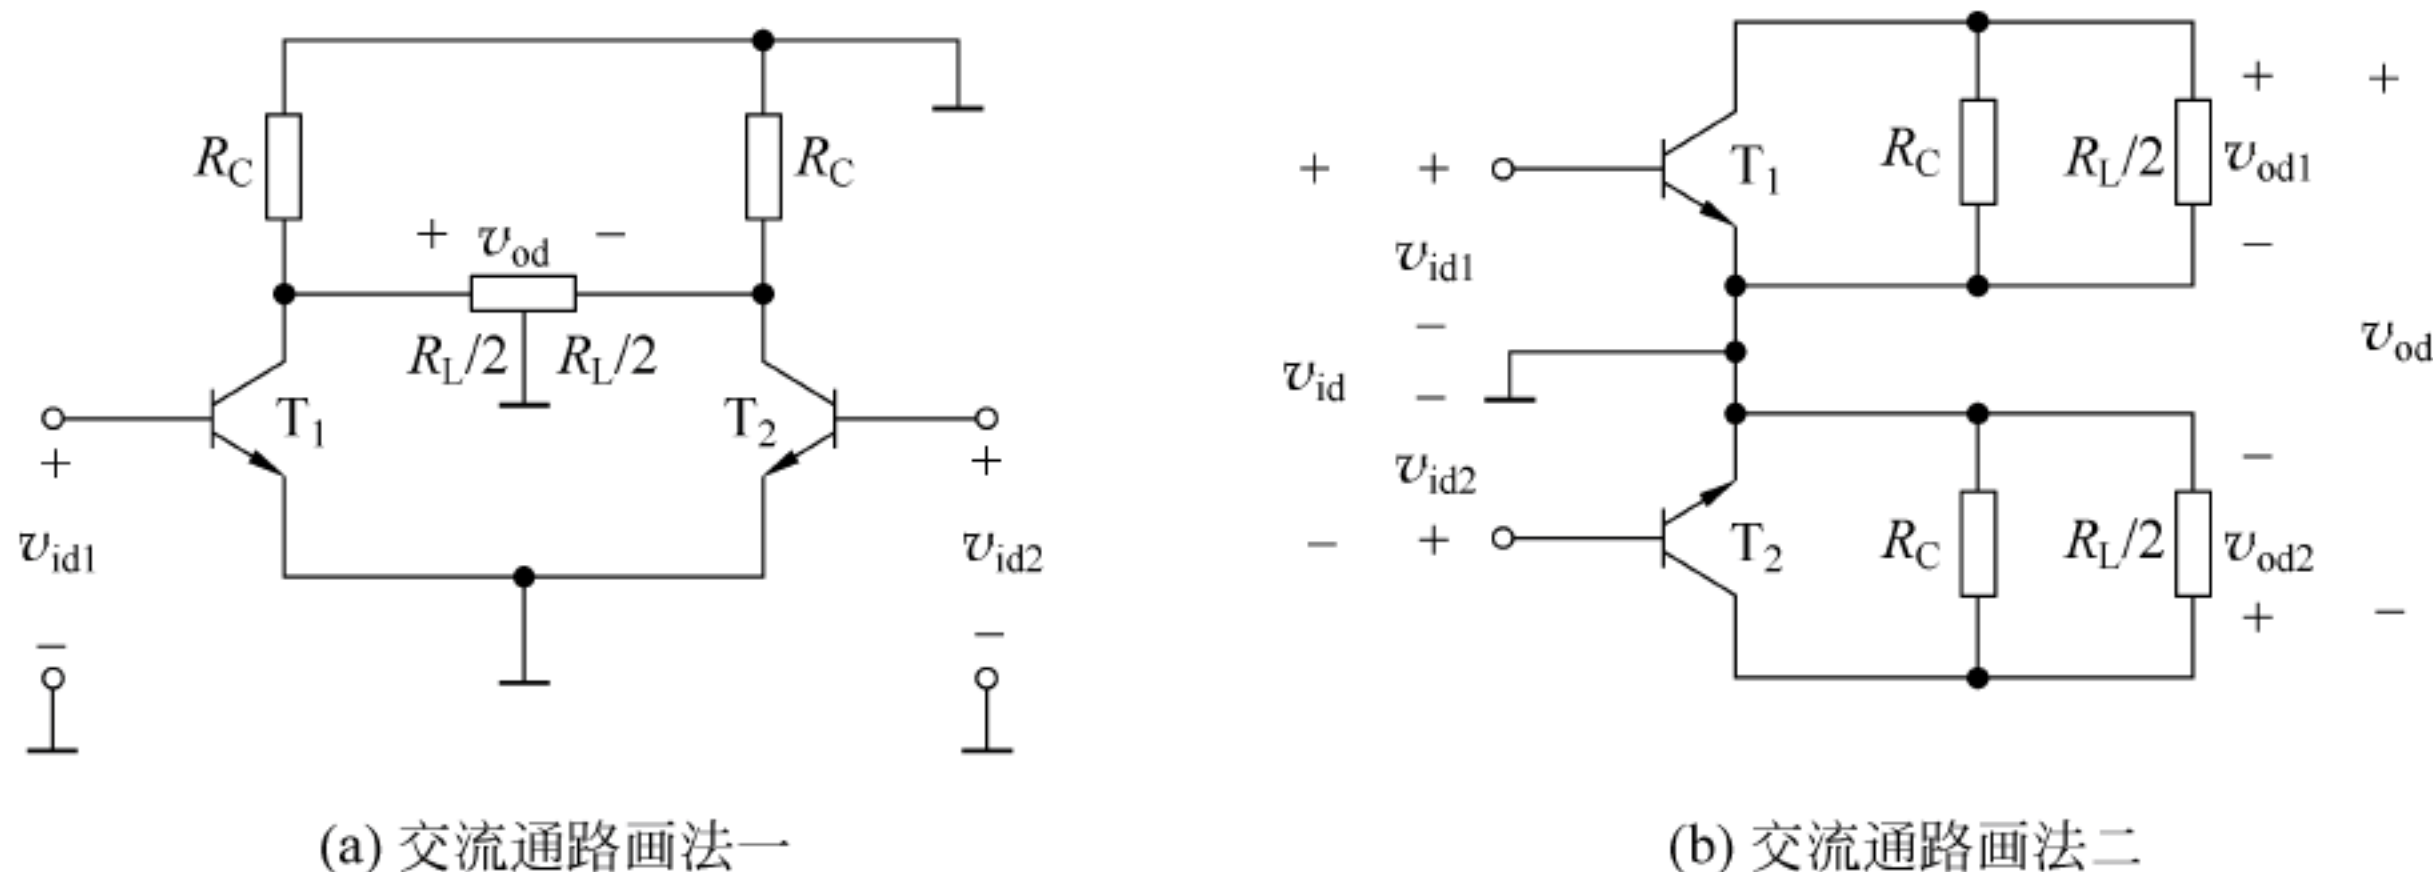 R_C
R_C
+ v_od −
R_L/2 R_L/2
T_1
T_2
+
+
v_id1
v_id2
−
−
(a) 交流通路画法一
+ +
+ + T_1 R_C R_L/2 v_od1
v_id1
−
−
v_od
v_id
−
−
v_id2
− + T_2 R_C R_L/2 v_od2
+ −
(b) 交流通路画法二